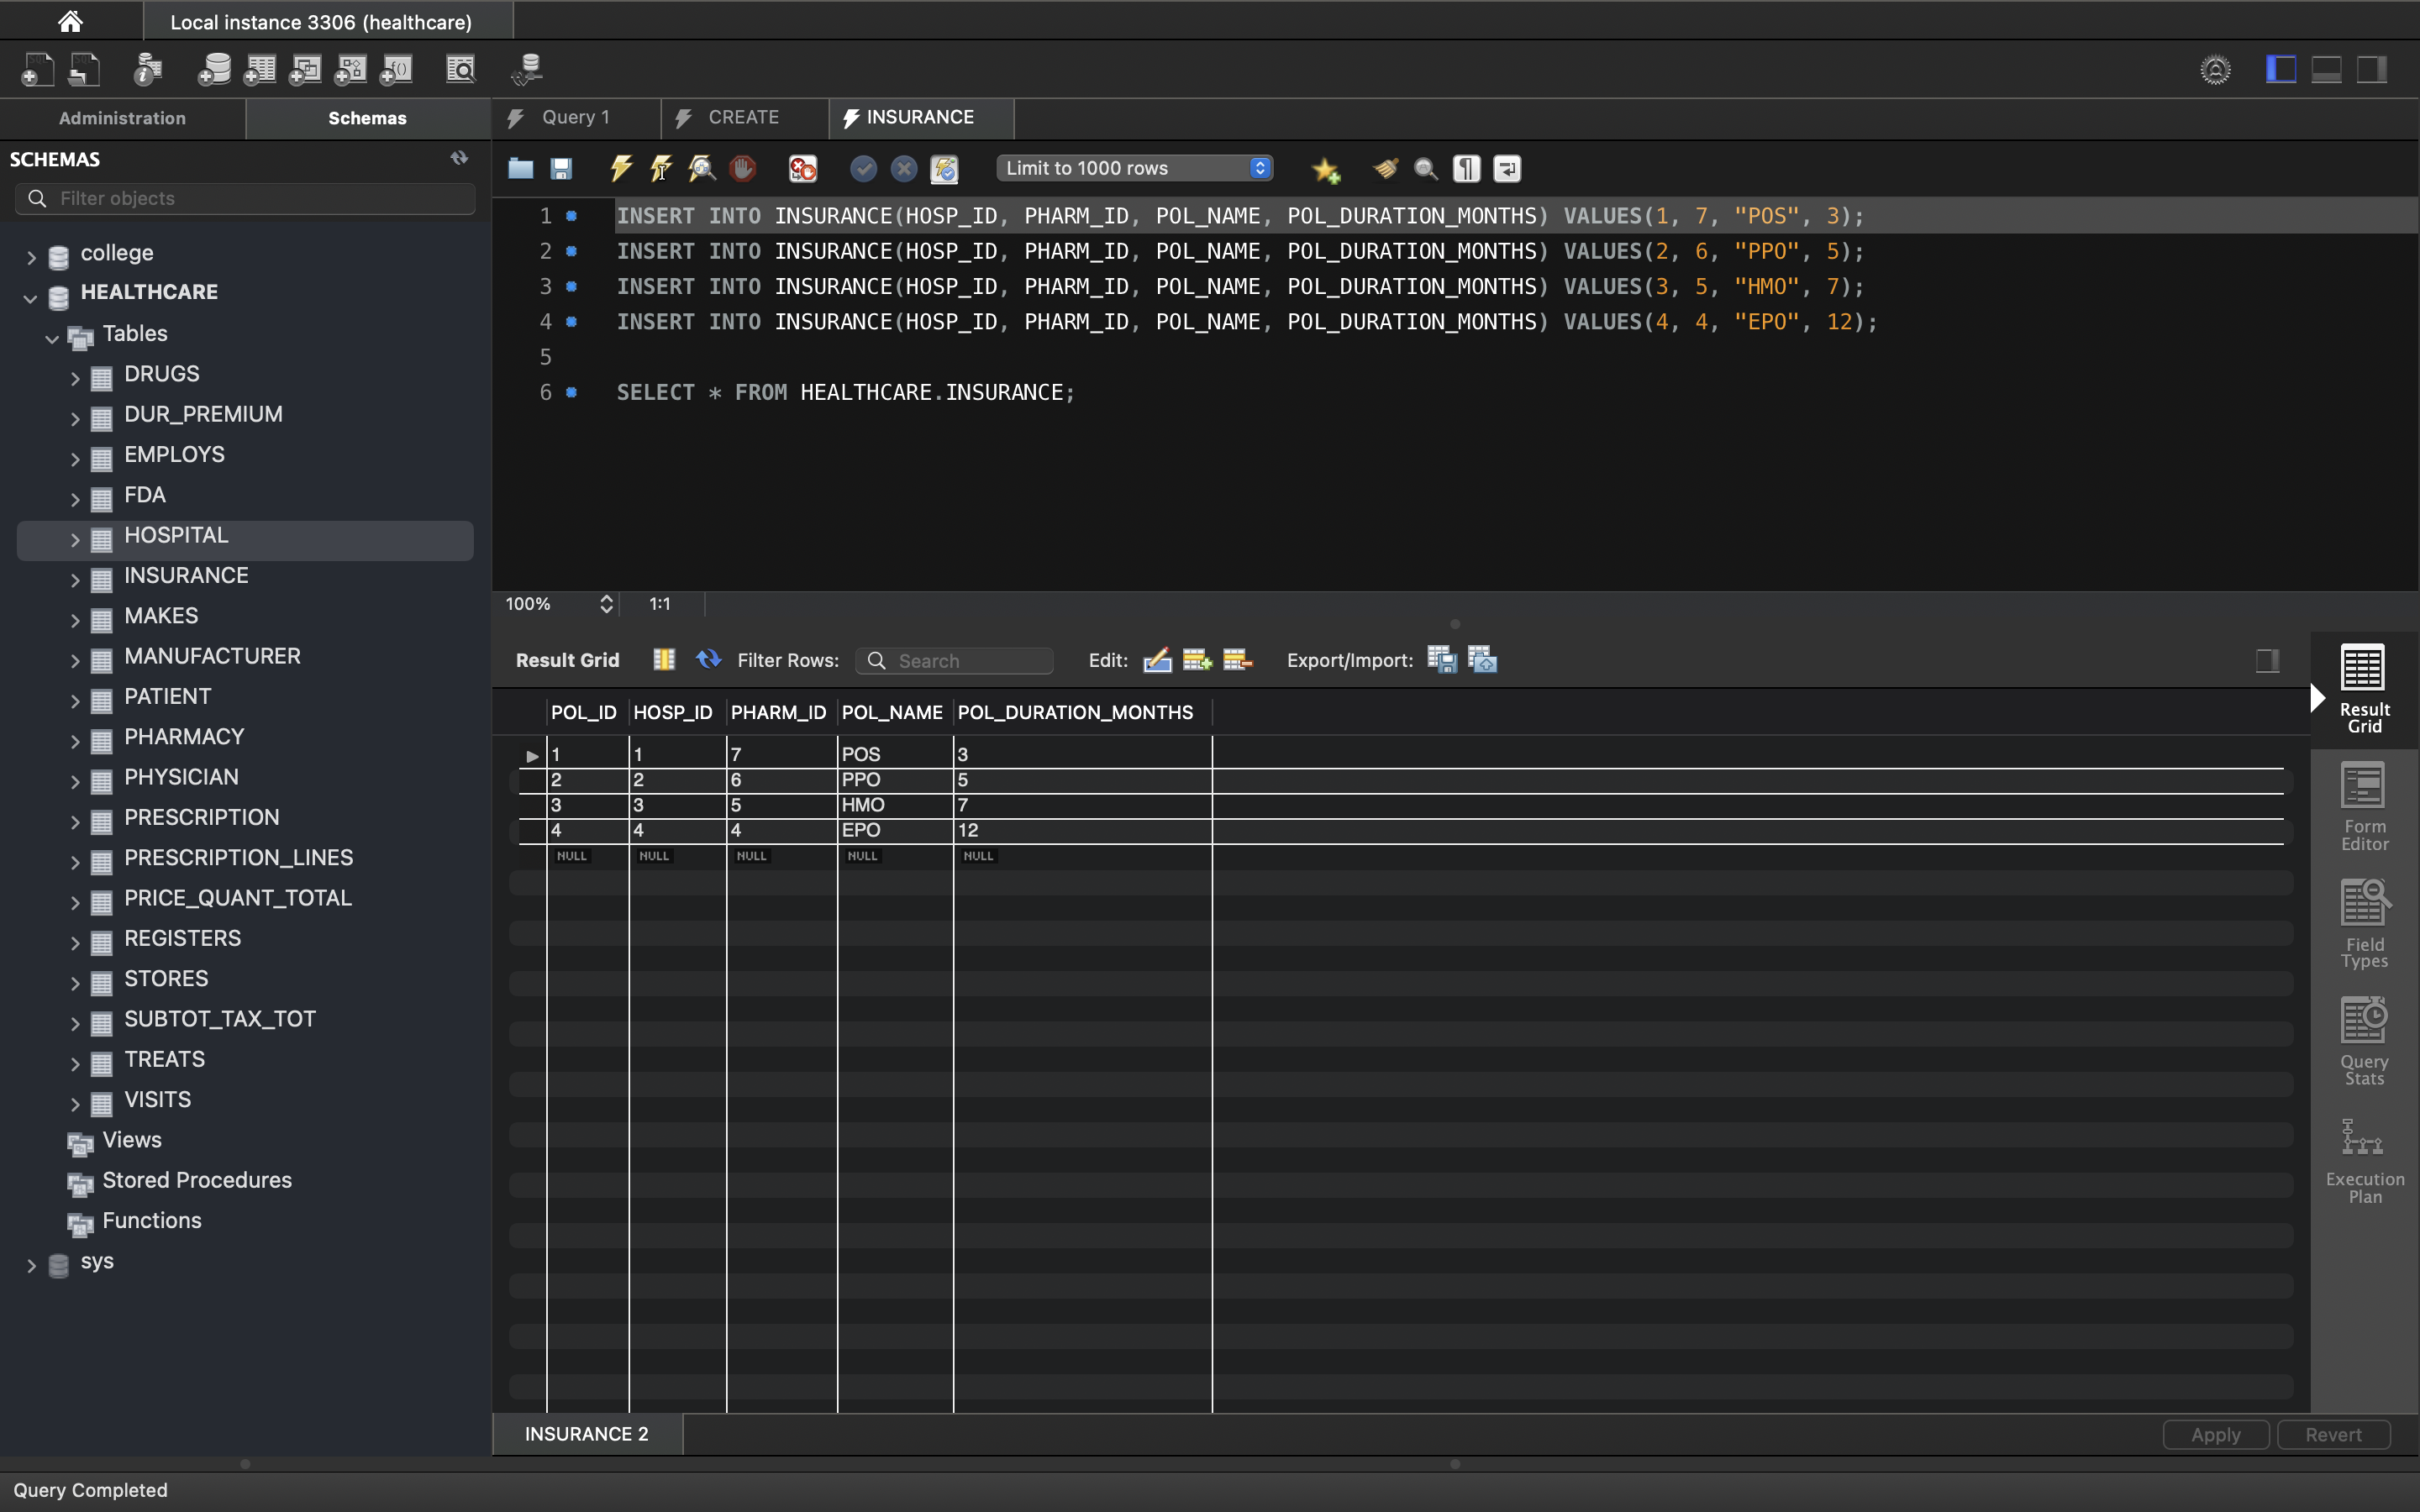 Local instance 3306 (healthcare)
Administration
Schemas
Query 1
CREATE
INSURANCE
SCHEMAS
Filter objects
college
HEALTHCARE
Tables
DRUGS
DUR_PREMIUM
EMPLOYS
FDA
HOSPITAL
INSURANCE
MAKES
MANUFACTURER
PATIENT
PHARMACY
PHYSICIAN
PRESCRIPTION
PRESCRIPTION_LINES
PRICE_QUANT_TOTAL
REGISTERS
STORES
SUBTOT_TAX_TOT
TREATS
VISITS
Views
Stored Procedures
Functions
sys
Limit to 1000 rows
1 INSERT INTO INSURANCE(HOSP_ID, PHARM_ID, POL_NAME, POL_DURATION_MONTHS) VALUES(1, 7, "POS", 3);
2 INSERT INTO INSURANCE(HOSP_ID, PHARM_ID, POL_NAME, POL_DURATION_MONTHS) VALUES(2, 6, "PPO", 5);
3 INSERT INTO INSURANCE(HOSP_ID, PHARM_ID, POL_NAME, POL_DURATION_MONTHS) VALUES(3, 5, "HMO", 7);
4 INSERT INTO INSURANCE(HOSP_ID, PHARM_ID, POL_NAME, POL_DURATION_MONTHS) VALUES(4, 4, "EPO", 12);
5
6 SELECT * FROM HEALTHCARE.INSURANCE;
100% 1:1
Result Grid Filter Rows: Search Edit: Export/Import:
POL_ID HOSP_ID PHARM_ID POL_NAME POL_DURATION_MONTHS
1 1 7 POS 3
2 2 6 PPO 5
3 3 5 HMO 7
4 4 4 EPO 12
NULL NULL NULL NULL NULL
Result
Grid
Form
Editor
Field
Types
Query
Stats
Execution
Plan
INSURANCE 2
Apply Revert
Query Completed